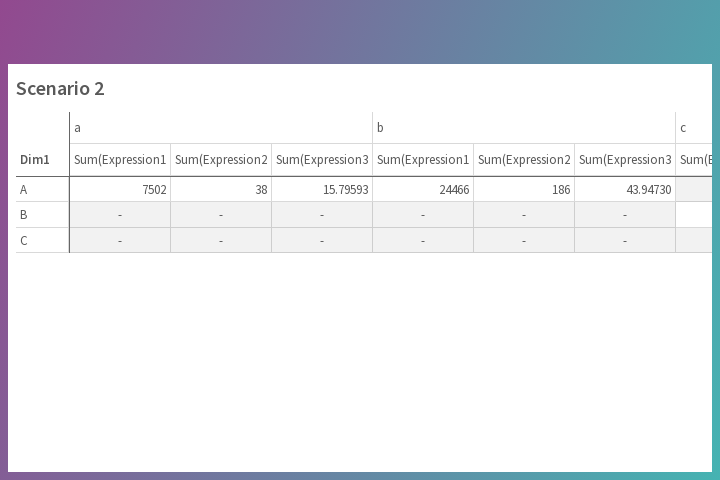 Scenario 2
a b c
Dim1 Sum(Expression1 Sum(Expression2 Sum(Expression3 Sum(Expression1 Sum(Expression2 Sum(Expression3 Sum(E
A 7502 38 15.79593 24466 186 43.94730
B - - - - - -
C - - - - - -